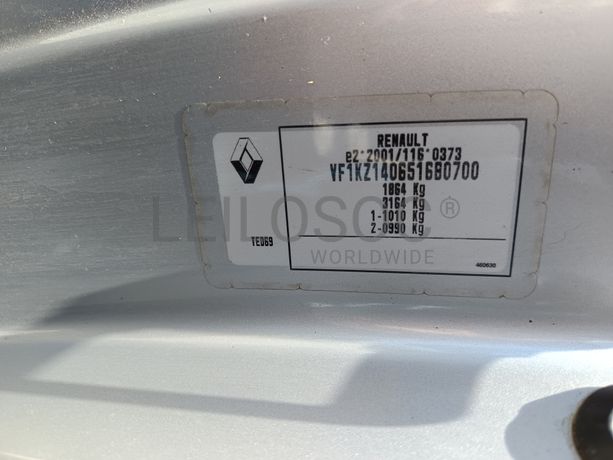 RENAULT
e2*2001/116*0373
VF1KZ140651680700
1864 Kg
3164 Kg
1-1010 Kg
2-0990 Kg
TED69
460630
LEILOSOC®
WORLDWIDE